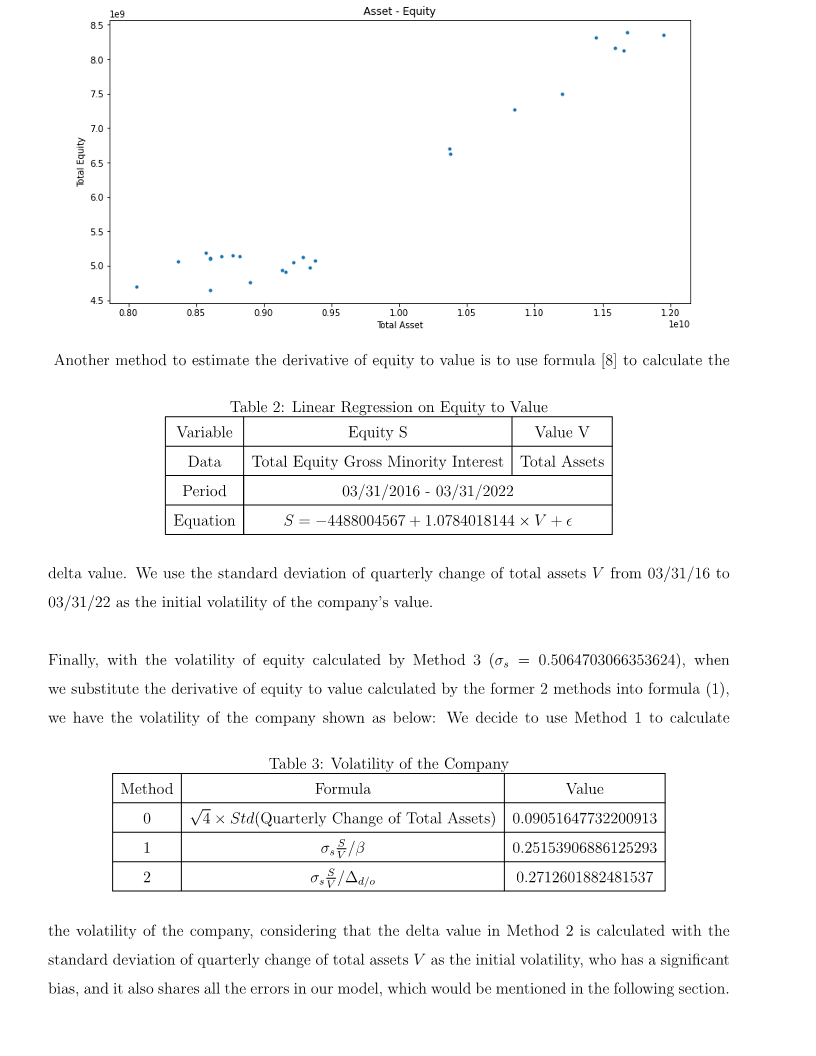 Asset - Equity
1e9
8.5
8.0
7.5
7.0
6.5
6.0
5.5
5.0
4.5
Total Equity
0.80 0.85 0.90 0.95 1.00 1.05 1.10 1.15 1.20
Total Asset
1e10
Another method to estimate the derivative of equity to value is to use formula [8] to calculate the
Table 2: Linear Regression on Equity to Value
Variable Equity S Value V
Data Total Equity Gross Minority Interest Total Assets
Period 03/31/2016 - 03/31/2022
Equation S = −4488004567 + 1.0784018144 × V + ϵ
delta value. We use the standard deviation of quarterly change of total assets V from 03/31/16 to
03/31/22 as the initial volatility of the company's value.
Finally, with the volatility of equity calculated by Method 3 (σ_s = 0.5064703066353624), when
we substitute the derivative of equity to value calculated by the former 2 methods into formula (1),
we have the volatility of the company shown as below: We decide to use Method 1 to calculate
Table 3: Volatility of the Company
Method Formula Value
0 √4 × Std(Quarterly Change of Total Assets) 0.09051647732200913
1 σ_s S/V /β 0.25153906886125293
2 σ_s S/V /Δ_d/o 0.2712601882481537
the volatility of the company, considering that the delta value in Method 2 is calculated with the
standard deviation of quarterly change of total assets V as the initial volatility, who has a significant
bias, and it also shares all the errors in our model, which would be mentioned in the following section.